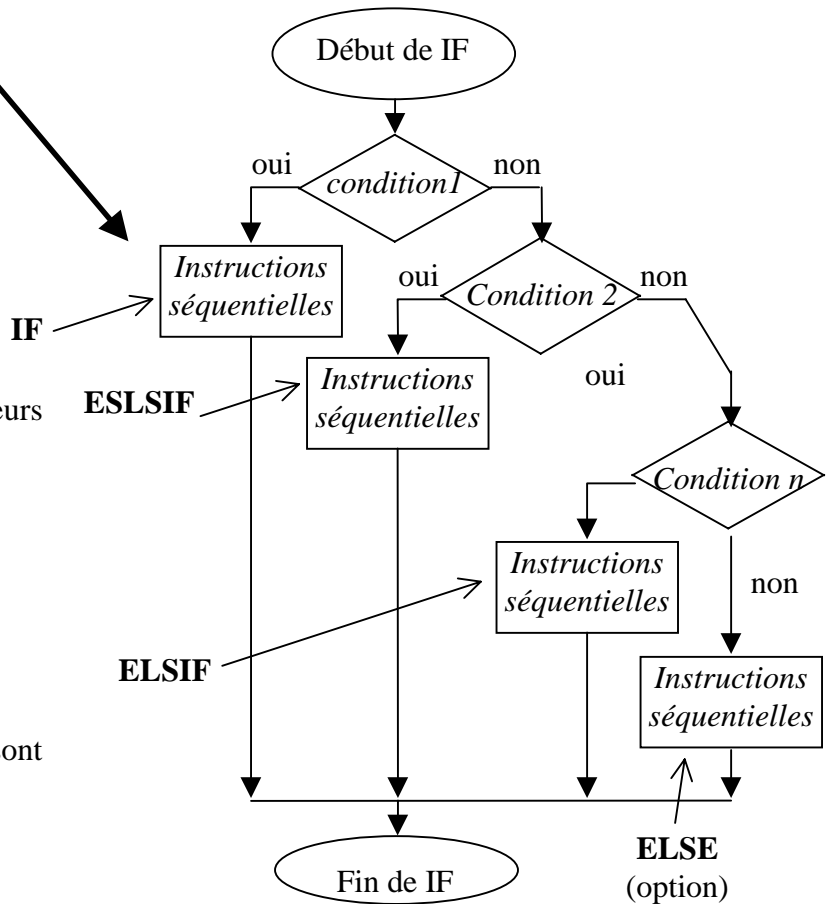 Début de IF
oui
non
condition1
Instructions
séquentielles
oui
non
Condition 2
IF
Instructions
séquentielles
oui
eurs
ESLSIF
Condition n
Instructions
séquentielles
non
ELSIF
Instructions
séquentielles
ont
ELSE
(option)
Fin de IF